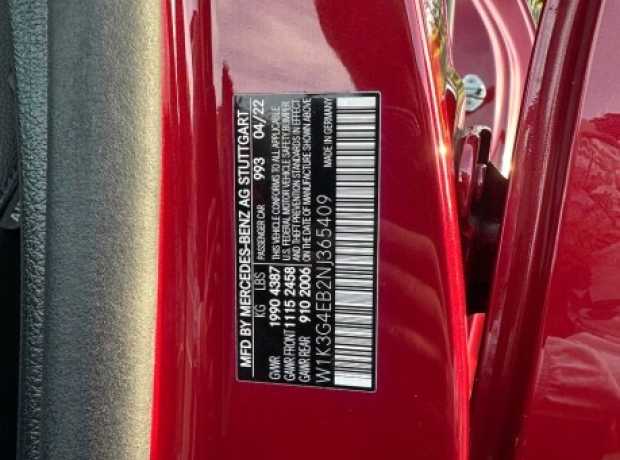 MFD BY MERCEDES-BENZ AG STUTTGART
KG LBS PASSENGER CAR 993 04/22
GVWR 1990 4387 THIS VEHICLE CONFORMS TO ALL APPLICABLE
GAWR FRONT 1115 2458 U.S. FEDERAL MOTOR VEHICLE SAFETY, BUMPER
GAWR REAR 910 2006 AND THEFT PREVENTION STANDARDS IN EFFECT
ON THE DATE OF MANUFACTURE SHOWN ABOVE
W1K3G4EB2NJ365409 MADE IN GERMANY